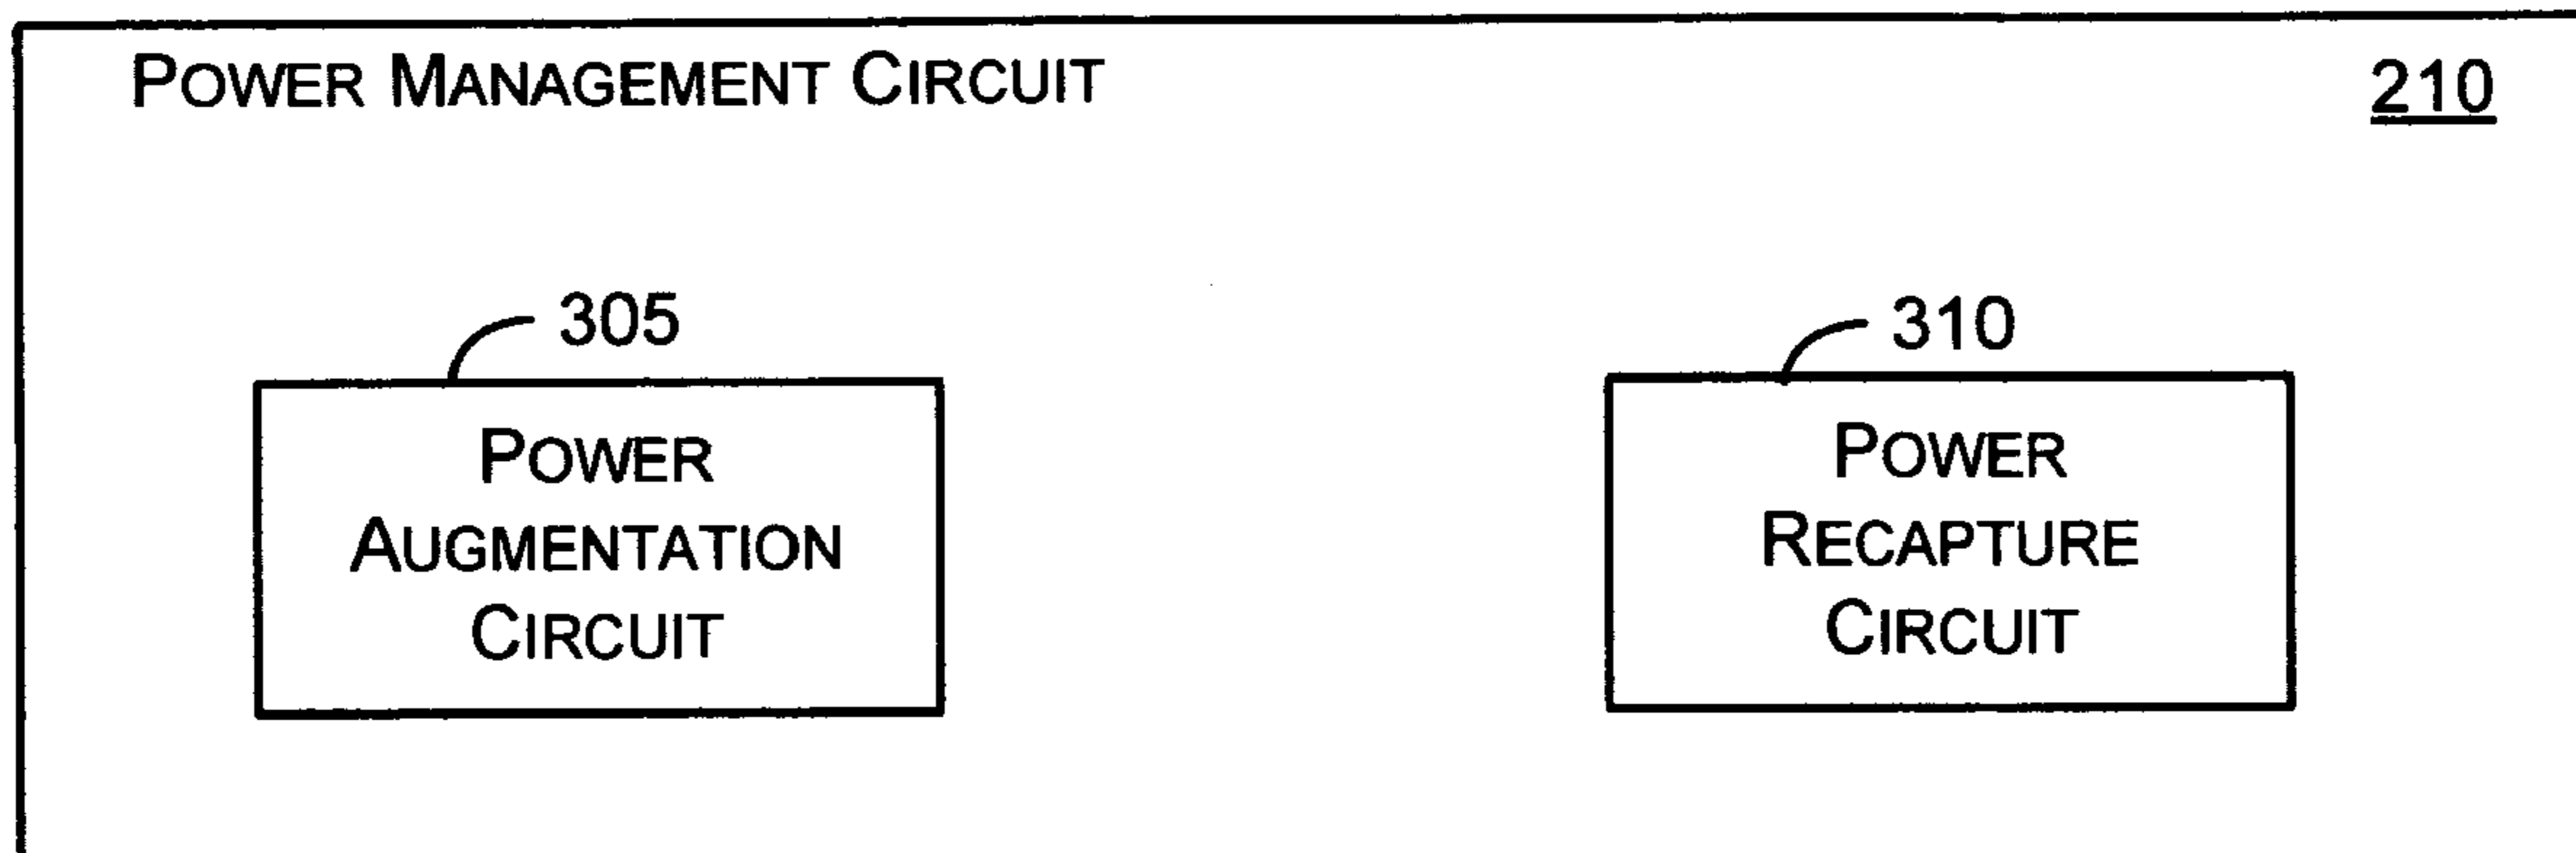 POWER MANAGEMENT CIRCUIT 210
305 310
POWER
AUGMENTATION
CIRCUIT
POWER
RECAPTURE
CIRCUIT